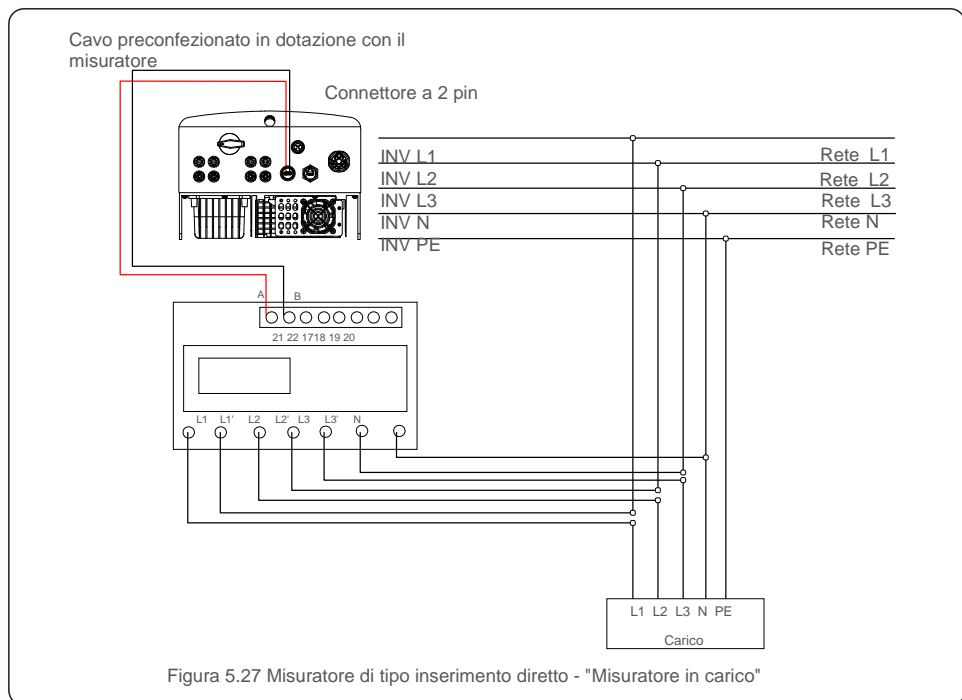 Cavo preconfezionato in dotazione con il
misuratore
Connettore a 2 pin
INV L1
Rete L1
INV L2
Rete L2
INV L3
Rete L3
INV N
Rete N
INV PE
Rete PE
A B
21 22 1718 19 20
L1 L1' L2 L2' L3 L3' N
L1 L2 L3 N PE
Carico
Figura 5.27 Misuratore di tipo inserimento diretto - "Misuratore in carico"